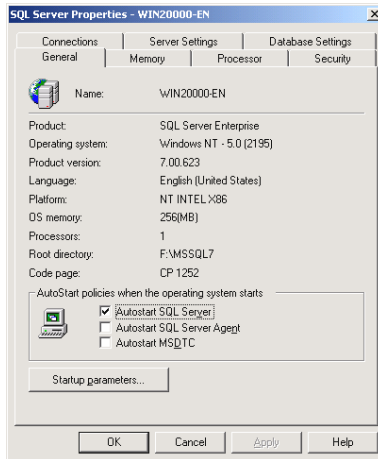 SQL Server Properties - WIN20000-EN
Connections Server Settings Database Settings
General Memory Processor Security
Name: WIN20000-EN
Product: SQL Server Enterprise
Operating system: Windows NT - 5.0 (2195)
Product version: 7.00.623
Language: English (United States)
Platform: NT INTEL X86
OS memory: 256(MB)
Processors: 1
Root directory: F:\MSSQL7
Code page: CP 1252
AutoStart policies when the operating system starts
Autostart SQL Server
Autostart SQL Server Agent
Autostart MSDTC
Startup parameters...
OK Cancel Apply Help